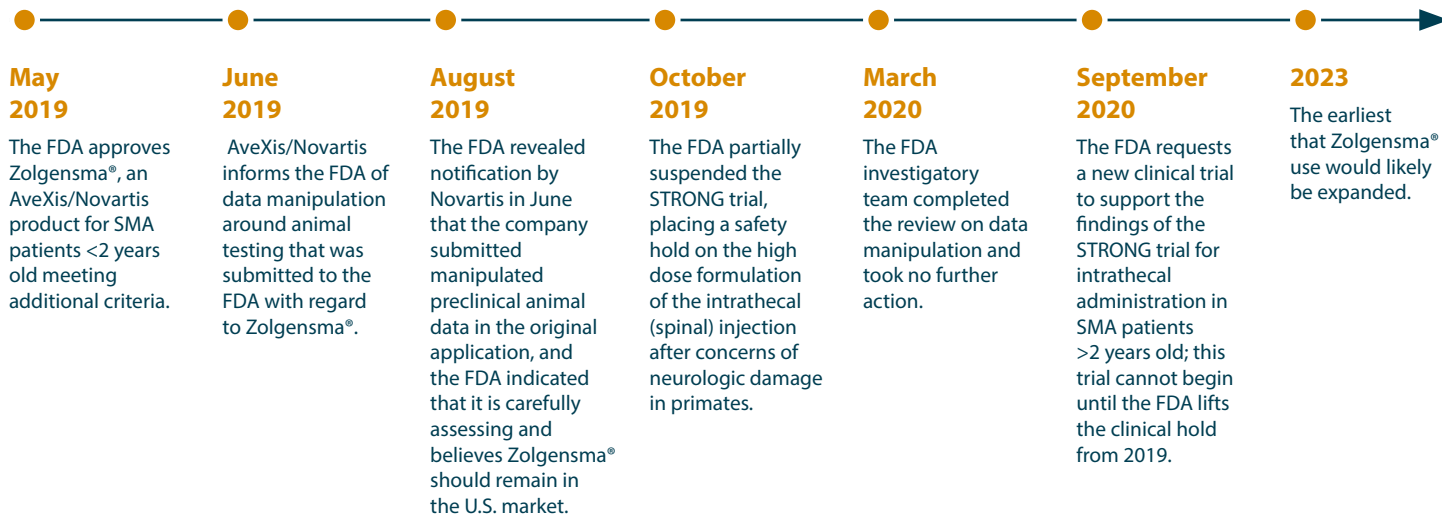 May
2019
The FDA approves
Zolgensma®, an
AveXis/Novartis
product for SMA
patients <2 years
old meeting
additional criteria.
June
2019
AveXis/Novartis
informs the FDA of
data manipulation
around animal
testing that was
submitted to the
FDA with regard
to Zolgensma®.
August
2019
The FDA revealed
notification by
Novartis in June
that the company
submitted
manipulated
preclinical animal
data in the original
application, and
the FDA indicated
that it is carefully
assessing and
believes Zolgensma®
should remain in
the U.S. market.
October
2019
The FDA partially
suspended the
STRONG trial,
placing a safety
hold on the high
dose formulation
of the intrathecal
(spinal) injection
after concerns of
neurologic damage
in primates.
March
2020
The FDA
investigatory
team completed
the review on data
manipulation and
took no further
action.
September
2020
The FDA requests
a new clinical trial
to support the
findings of the
STRONG trial for
intrathecal
administration in
SMA patients
>2 years old; this
trial cannot begin
until the FDA lifts
the clinical hold
from 2019.
2023
The earliest
that Zolgensma®
use would likely
be expanded.